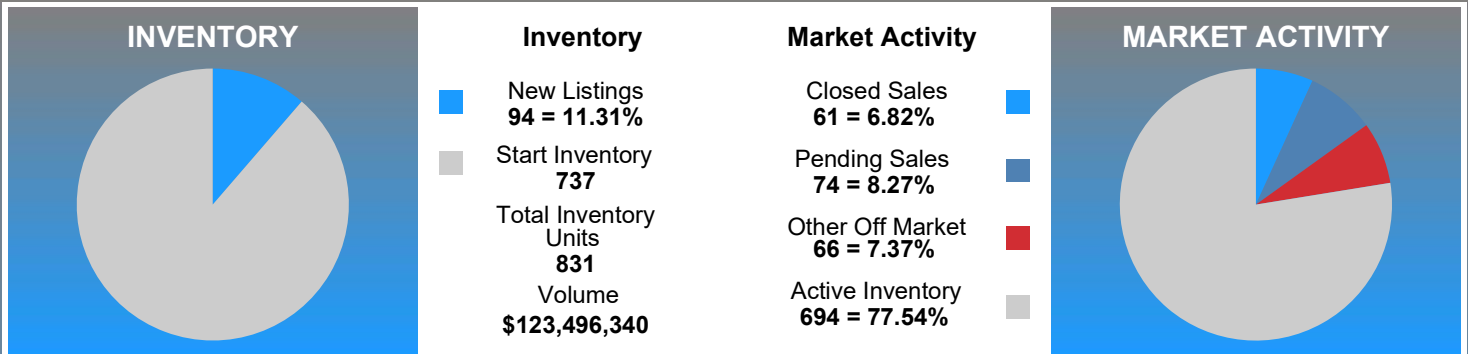 INVENTORY
Inventory
New Listings
94 = 11.31%
Start Inventory
737
Total Inventory
Units
831
Volume
$123,496,340
Market Activity
Closed Sales
61 = 6.82%
Pending Sales
74 = 8.27%
Other Off Market
66 = 7.37%
Active Inventory
694 = 77.54%
MARKET ACTIVITY